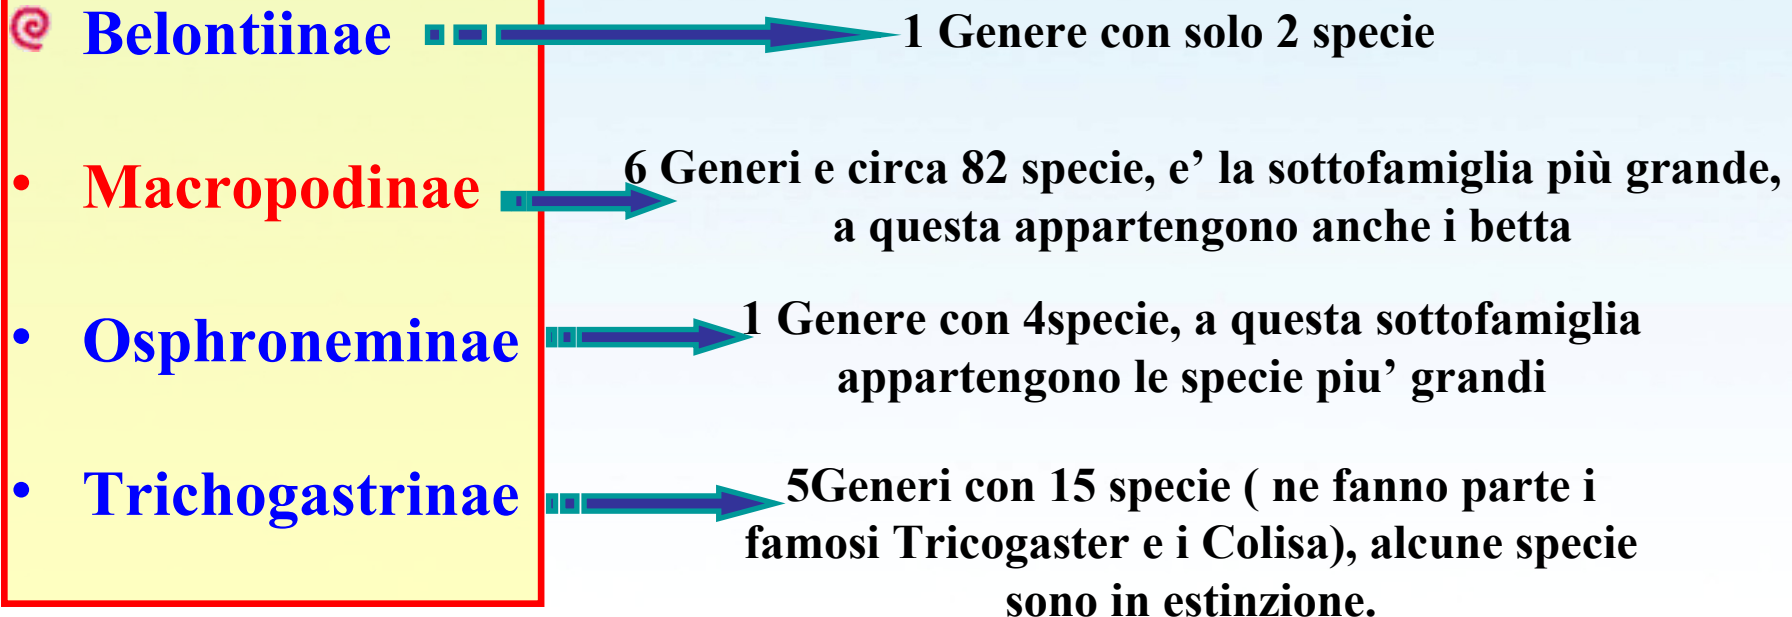 Belontiinae
1 Genere con solo 2 specie
Macropodinae
6 Generi e circa 82 specie, e’ la sottofamiglia più grande,
a questa appartengono anche i betta
Osphroneminae
1 Genere con 4specie, a questa sottofamiglia
appartengono le specie piu’ grandi
Trichogastrinae
5Generi con 15 specie ( ne fanno parte i
famosi Tricogaster e i Colisa), alcune specie
sono in estinzione.